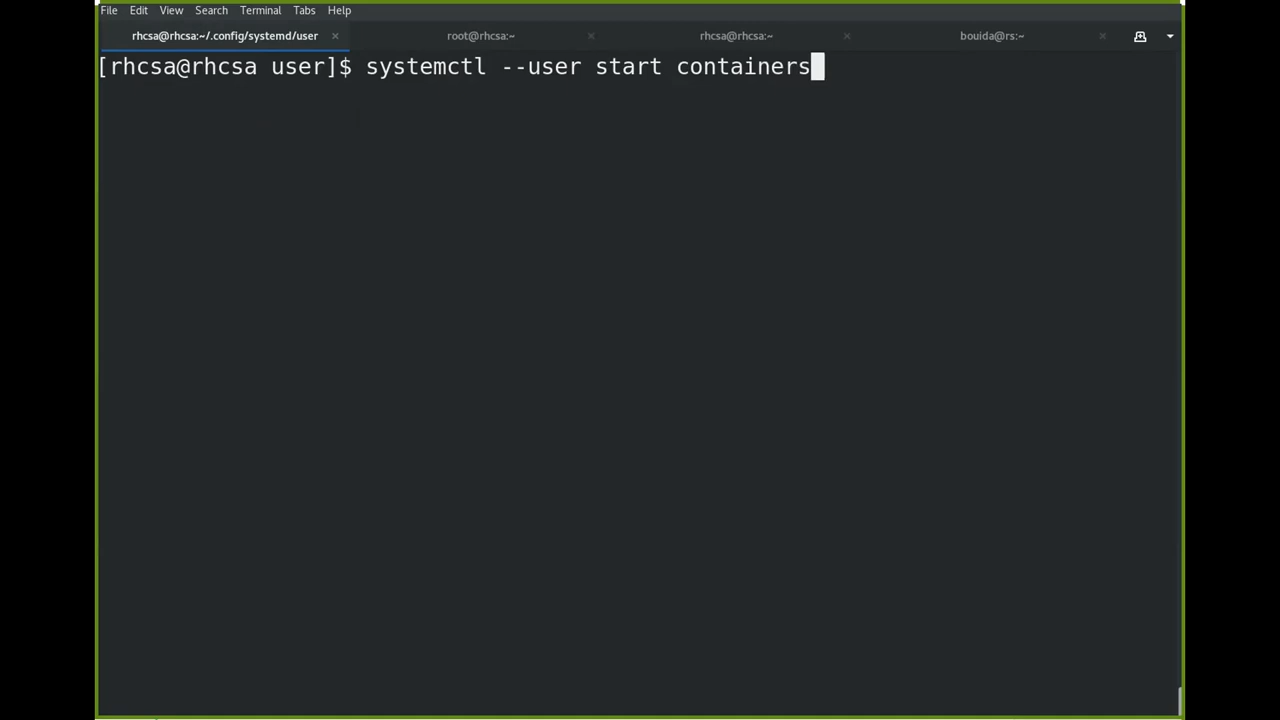 File Edit View Search Terminal Tabs Help
rhcsa@rhcsa:~/.config/systemd/user × root@rhcsa:~ × rhcsa@rhcsa:~ × bouida@rs:~ ×
[rhcsa@rhcsa user]$ systemctl --user start containers